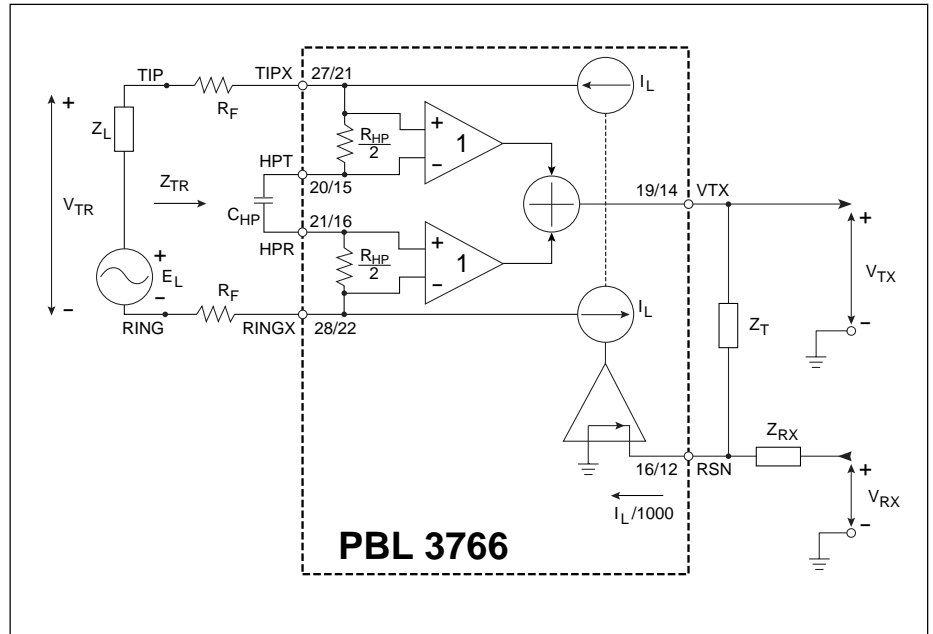 TIP
R_F
TIPX
27/21
I_L
+
Z_L
R_HP
2
+
1
−
HPT
20/15
Z_TR
V_TR
C_HP
19/14
VTX
21/16
HPR
+
V_TX
−
R_HP
2
+
1
−
+
E_L
−
R_F
−
RING
RINGX
28/22
I_L
Z_T
Z_RX
16/12
RSN
+
V_RX
−
I_L/1000
PBL 3766